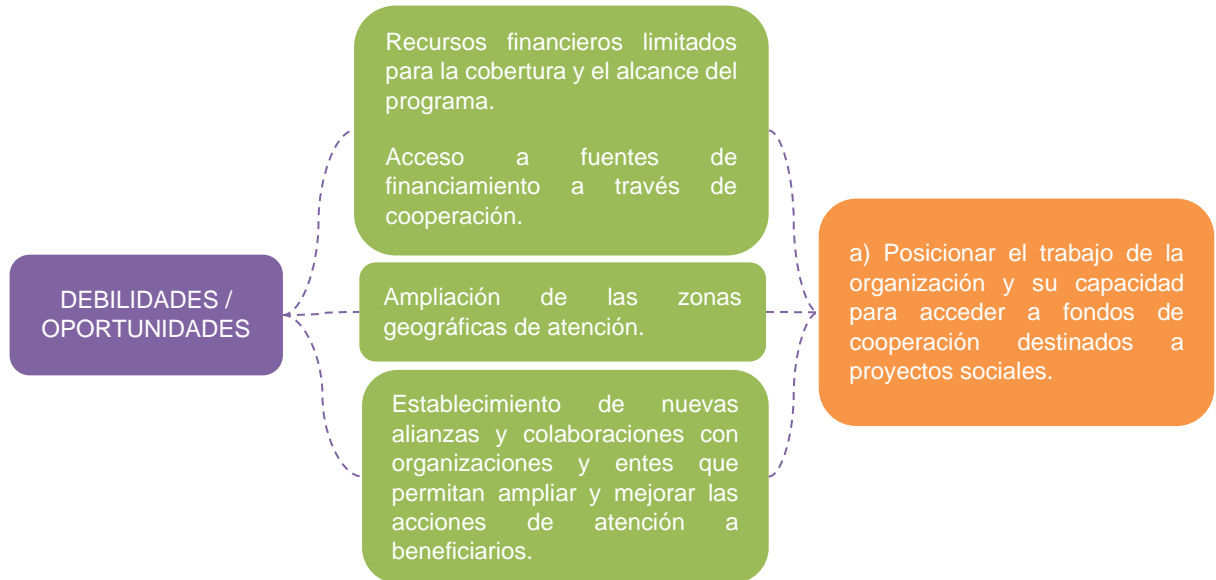 DEBILIDADES /
OPORTUNIDADES
Recursos financieros limitados
para la cobertura y el alcance del
programa.
Acceso a fuentes de
financiamiento a través de
cooperación.
Ampliación de las zonas
geográficas de atención.
Establecimiento de nuevas
alianzas y colaboraciones con
organizaciones y entes que
permitan ampliar y mejorar las
acciones de atención a
beneficiarios.
a) Posicionar el trabajo de la
organización y su capacidad
para acceder a fondos de
cooperación destinados a
proyectos sociales.